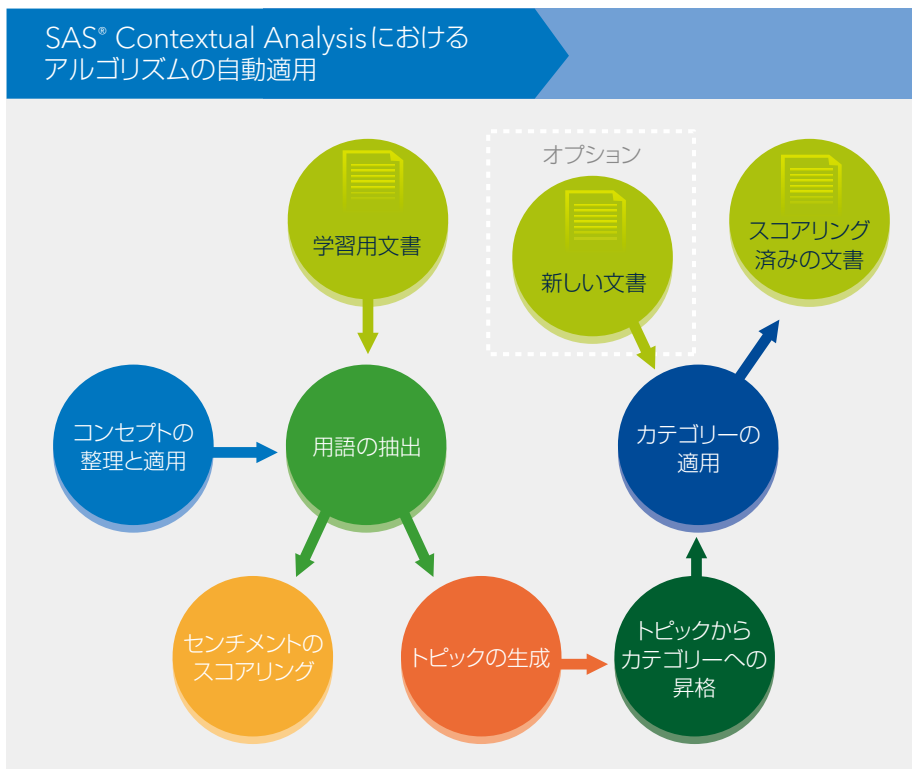 SAS® Contextual Analysisにおける
アルゴリズムの自動適用
オプション
学習用文書
新しい文書
スコアリング
済みの文書
コンセプトの
整理と適用
用語の抽出
カテゴリーの
適用
センチメントの
スコアリング
トピックの生成
トピックから
カテゴリーへの
昇格